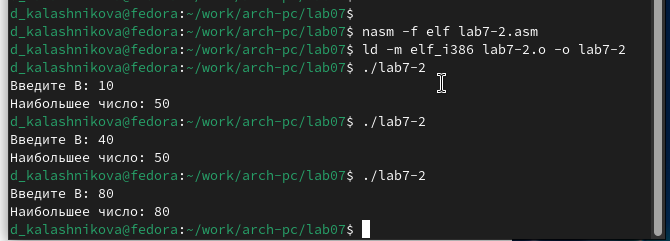 d_kalashnikova@fedora:~/work/arch-pc/lab07$
d_kalashnikova@fedora:~/work/arch-pc/lab07$ nasm -f elf lab7-2.asm
d_kalashnikova@fedora:~/work/arch-pc/lab07$ ld -m elf_i386 lab7-2.o -o lab7-2
d_kalashnikova@fedora:~/work/arch-pc/lab07$ ./lab7-2
Введите В: 10
Наибольшее число: 50
d_kalashnikova@fedora:~/work/arch-pc/lab07$ ./lab7-2
Введите В: 40
Наибольшее число: 50
d_kalashnikova@fedora:~/work/arch-pc/lab07$ ./lab7-2
Введите В: 80
Наибольшее число: 80
d_kalashnikova@fedora:~/work/arch-pc/lab07$